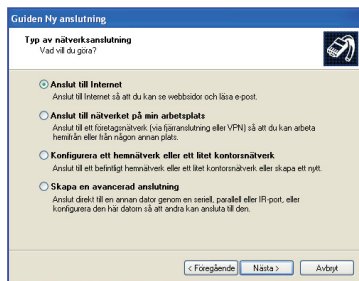 Guiden Ny anslutning
Typ av nätverksanslutning
Vad vill du göra?
Anslut till Internet
Anslut till Internet så att du kan se webbsidor och läsa e-post.
Anslut till nätverket på min arbetsplats
Anslut till ett företagsnätverk (via fjärranslutning eller VPN) så att du kan arbeta
hemifrån eller från någon annan plats.
Konfigurera ett hemnätverk eller ett litet kontorsnätverk
Anslut till ett befintligt hemnätverk eller ett litet kontorsnätverk eller skapa ett nytt.
Skapa en avancerad anslutning
Anslut direkt till en annan dator genom en seriell, parallell eller IR-port, eller
konfigurera den här datorn så att andra kan ansluta till den.
< Föregående
Nästa >
Avbryt